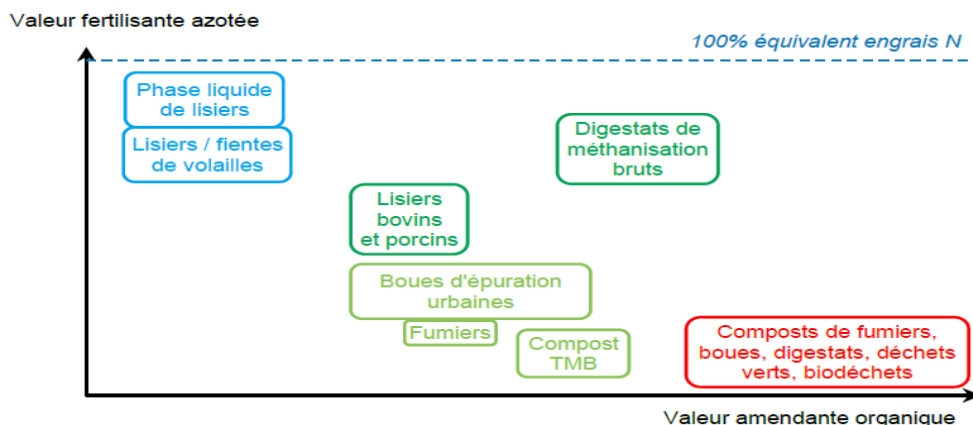 Valeur fertilisante azotée
100% équivalent engrais N
Phase liquide
de lisiers
Lisiers / fientes
de volailles
Digestats de
méthanisation
bruts
Lisiers
bovins
et porcins
Boues d'épuration
urbaines
Fumiers
Compost
TMB
Composts de fumiers,
boues, digestats, déchets
verts, biodéchets
Valeur amendante organique